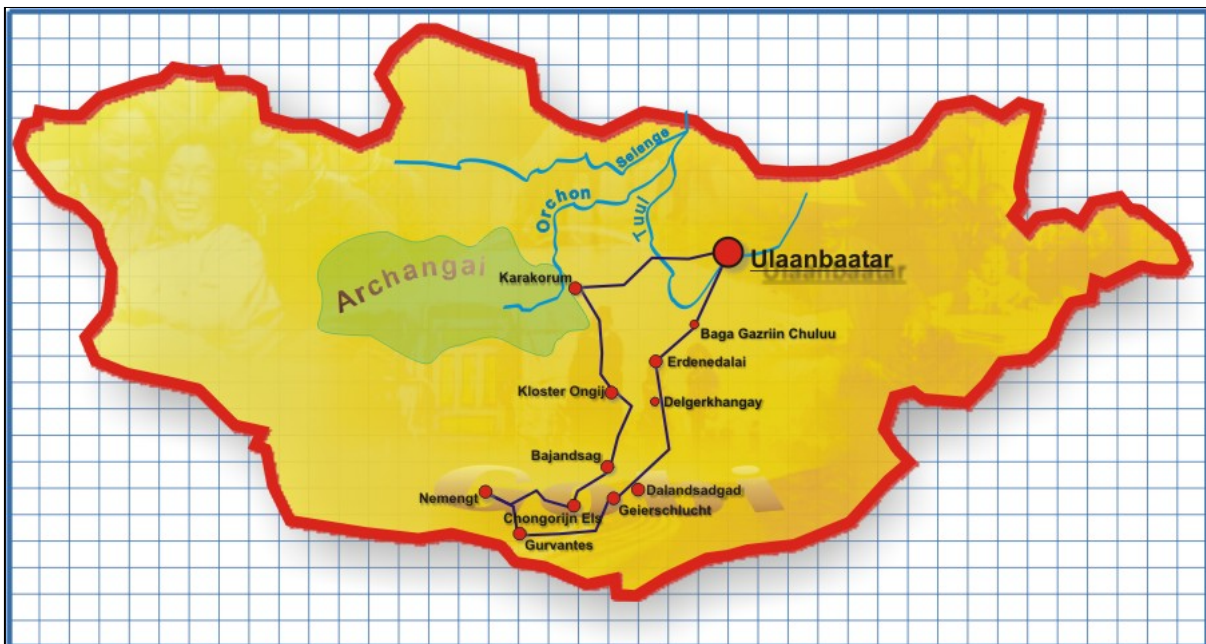 Selenge
Orchon
Tuul
Archangai
Ulaanbaatar
Karakorum
Baga Gazriin Chuluu
Erdenedalai
Kloster Ongij
Delgerkhangay
Bajandsag
Gobi
Dalandsadgad
Nemengt
Chongorijn Els
Geierschlucht
Gurvantes